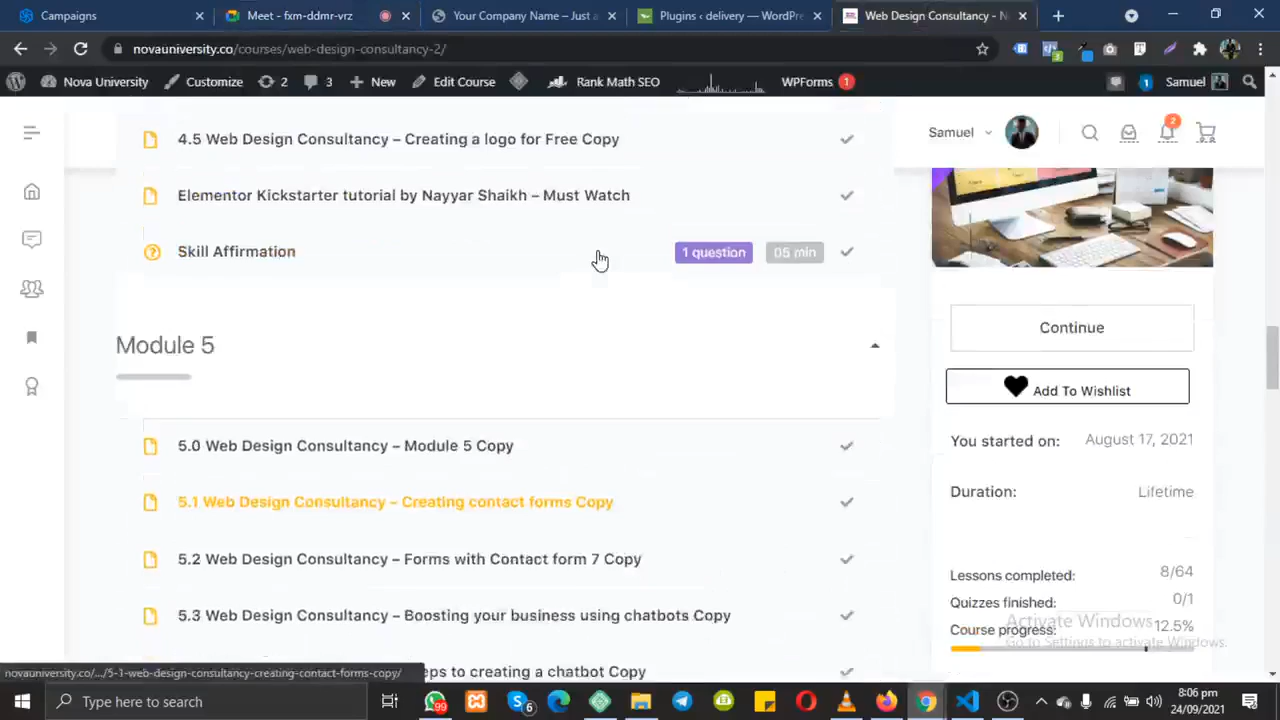 Campaigns
Meet - fxm-ddmr-vrz
Your Company Name – Just a
Plugins ‹ delivery — WordPre
Web Design Consultancy - N
novauniversity.co/courses/web-design-consultancy-2/
3
Nova University
Customize
2
3
New
Edit Course
Rank Math SEO
WPForms
1
1
Samuel
4.5 Web Design Consultancy – Creating a logo for Free Copy
Samuel
2
Elementor Kickstarter tutorial by Nayyar Shaikh – Must Watch
Skill Affirmation
1 question
05 min
Module 5
Continue
Add To Wishlist
You started on:
August 17, 2021
5.0 Web Design Consultancy – Module 5 Copy
Duration:
Lifetime
5.1 Web Design Consultancy – Creating contact forms Copy
5.2 Web Design Consultancy – Forms with Contact form 7 Copy
Lessons completed:
8/64
Quizzes finished:
0/1
5.3 Web Design Consultancy – Boosting your business using chatbots Copy
Course progress:
12.5%
Activate Windows
Go to Settings to activate Windows.
eps to creating a chatbot Copy
novauniversity.co/.../5-1-web-design-consultancy-creating-contact-forms-copy/
Type here to search
99
6
8:06 pm
24/09/2021